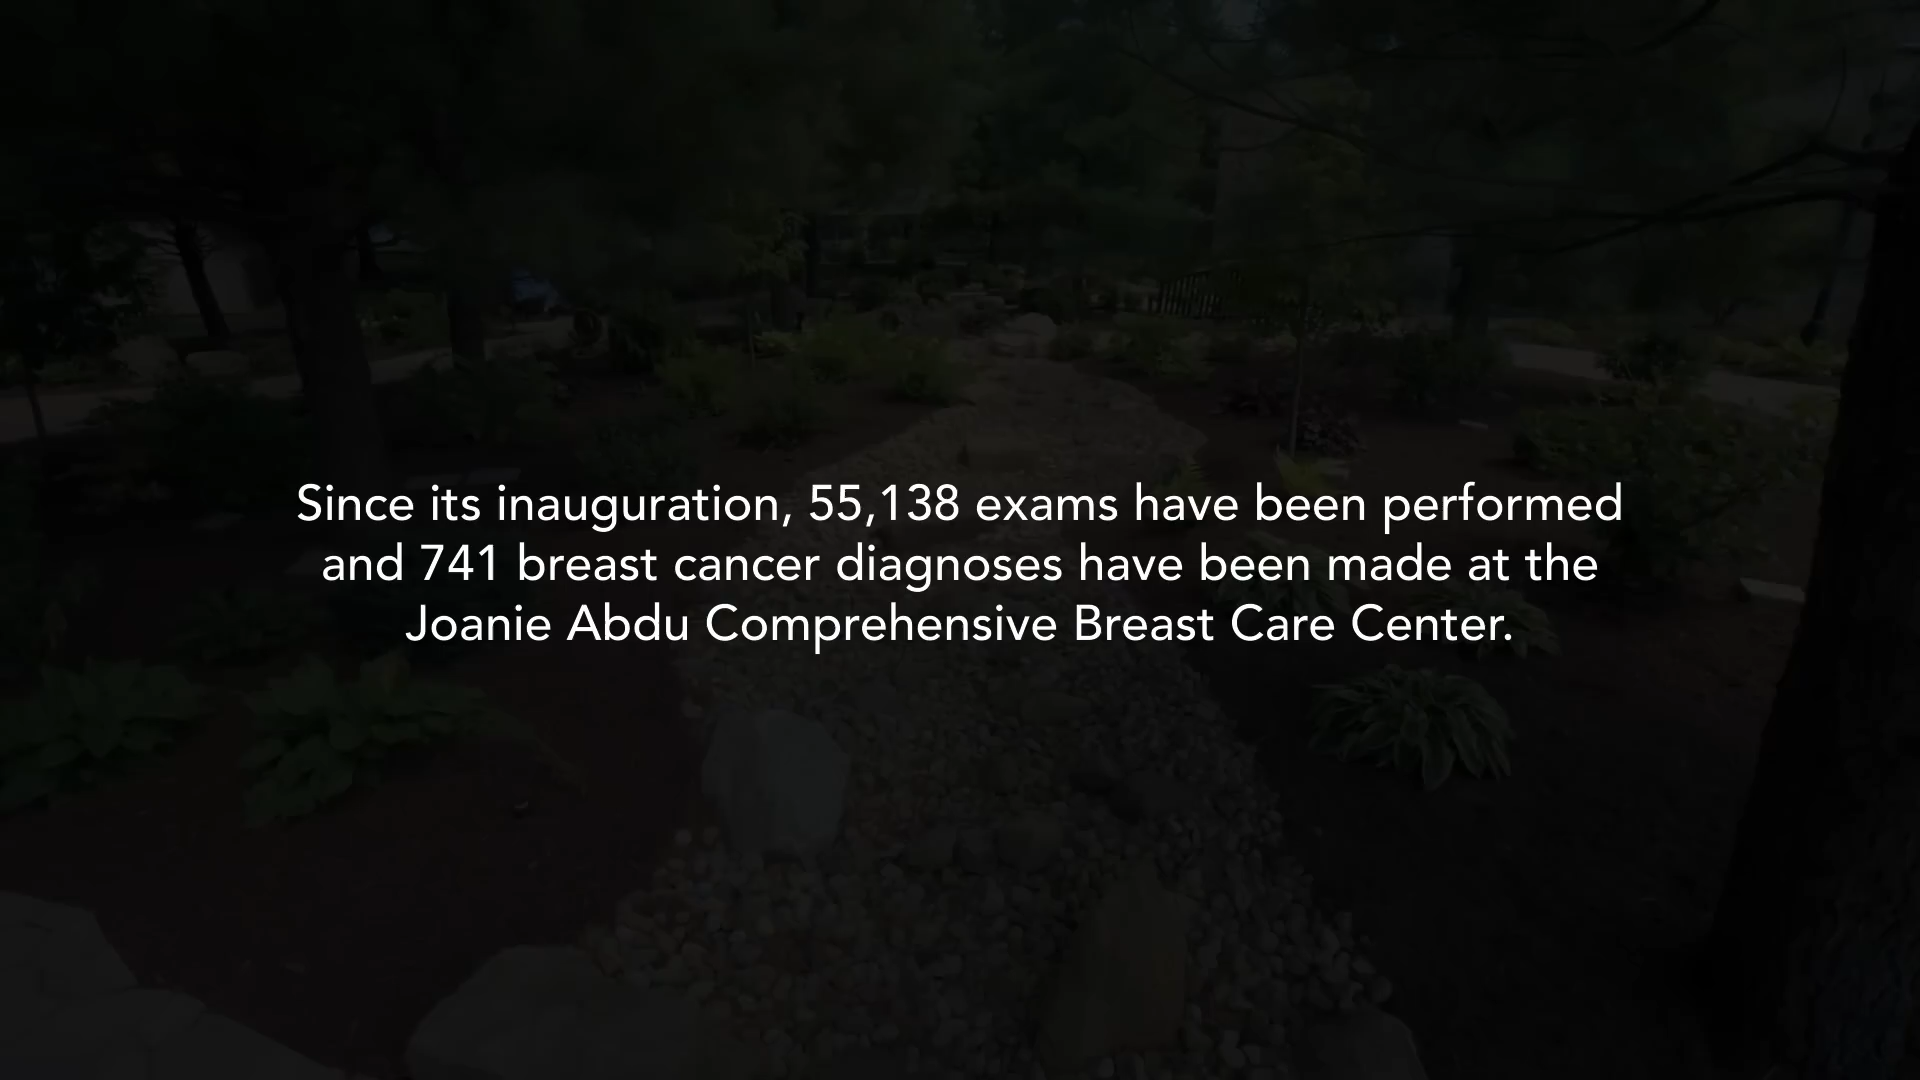 Since its inauguration, 55,138 exams have been performed
and 741 breast cancer diagnoses have been made at the
Joanie Abdu Comprehensive Breast Care Center.